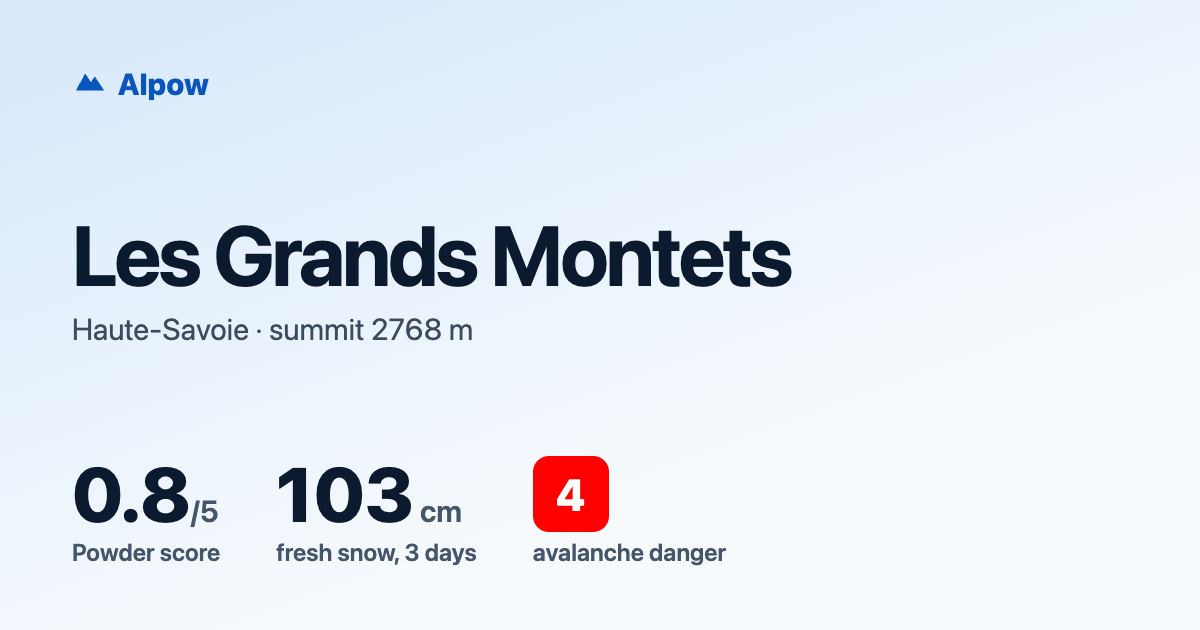 Alpow
Les Grands Montets
Haute-Savoie · summit 2768 m
0.8/5 103 cm 4
Powder score fresh snow, 3 days avalanche danger